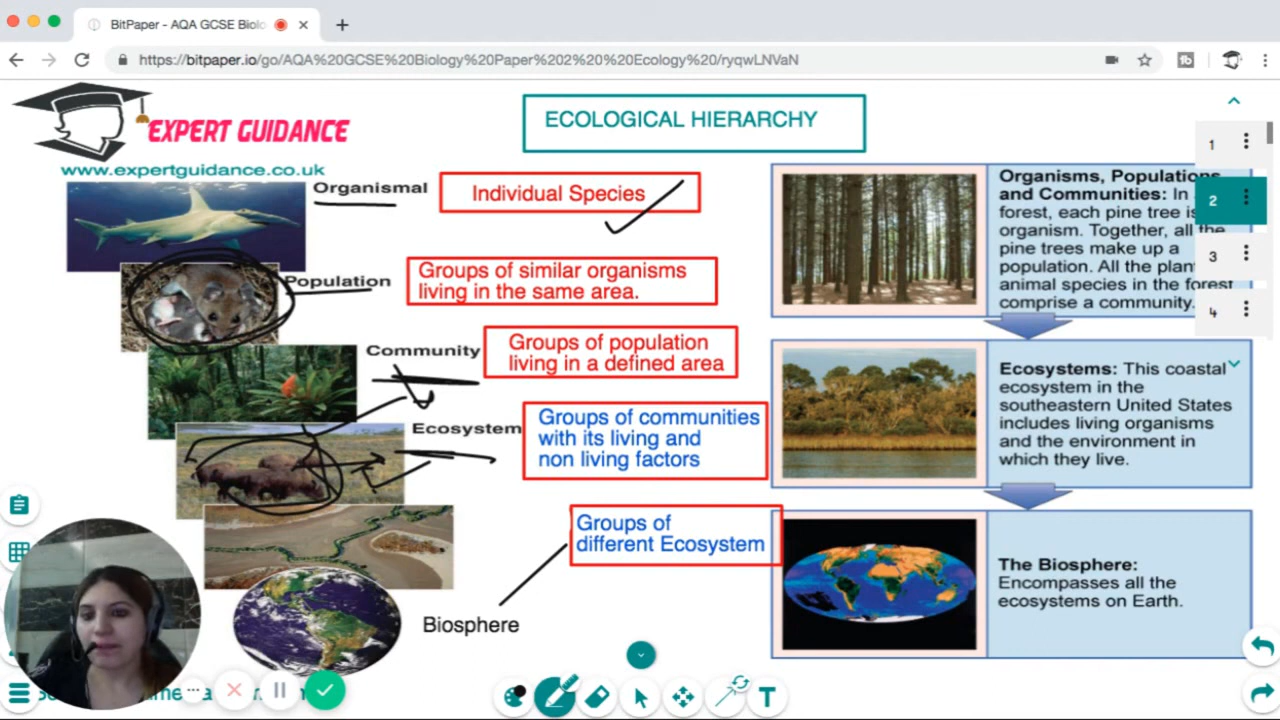 BitPaper - AQA GCSE Biolo
https://bitpaper.io/go/AQA%20GCSE%20Biology%20Paper%202%20%20Ecology%20/ryqwLNVaN
EXPERT GUIDANCE
www.expertguidance.co.uk
ECOLOGICAL HIERARCHY
Organismal
Individual Species
Population
Groups of similar organisms
living in the same area.
Community
Groups of population
living in a defined area
Ecosystem
Groups of communities
with its living and
non living factors
Groups of
different Ecosystem
Biosphere
Organisms, Populations
and Communities: In
forest, each pine tree is
organism. Together, all the
pine trees make up a
population. All the plan
animal species in the forest
comprise a community.
Ecosystems: This coastal
ecosystem in the
southeastern United States
includes living organisms
and the environment in
which they live.
The Biosphere:
Encompasses all the
ecosystems on Earth.
1
2
3
4
T